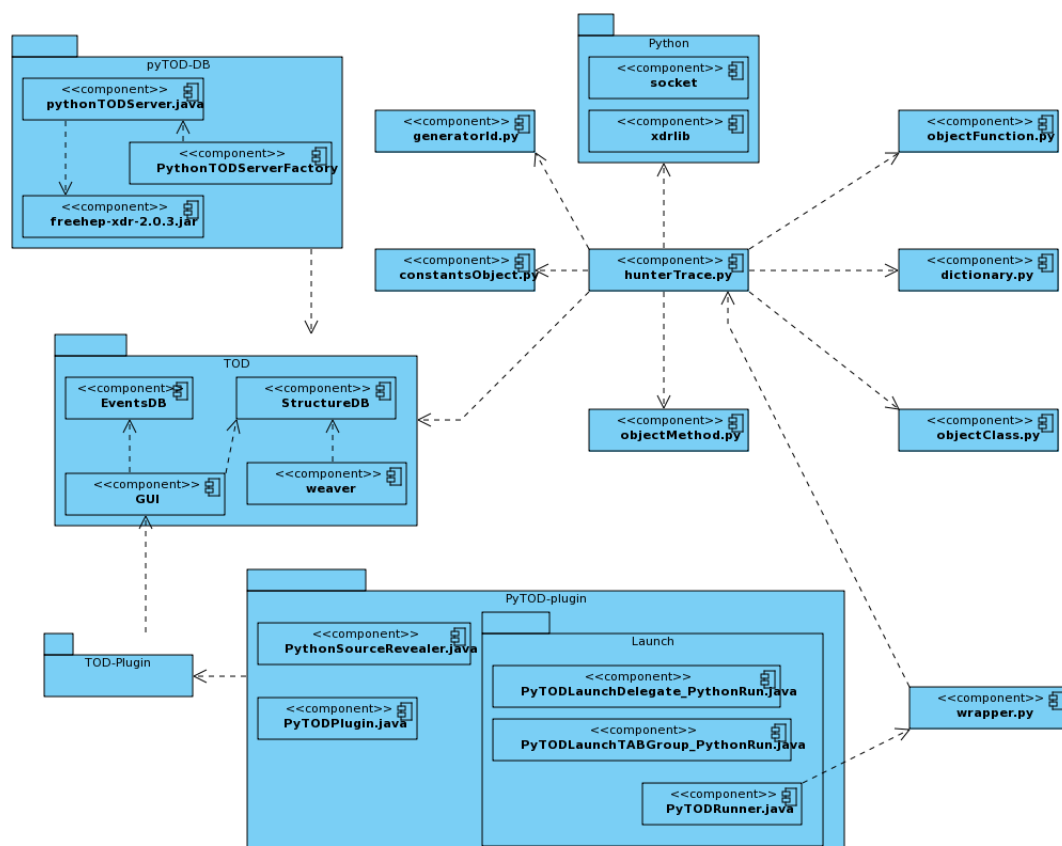 pyTOD-DB
<<component>>
pythonTODServer.java
<<component>>
PythonTODServerFactory
<<component>>
freehep-xdr-2.0.3.jar
Python
<<component>>
socket
<<component>>
xdrlib
<<component>>
generatorId.py
<<component>>
objectFunction.py
<<component>>
constantsObject.py
<<component>>
hunterTrace.py
<<component>>
dictionary.py
<<component>>
objectMethod.py
<<component>>
objectClass.py
TOD
<<component>>
EventsDB
<<component>>
StructureDB
<<component>>
GUI
<<component>>
weaver
TOD-Plugin
PyTOD-plugin
<<component>>
PythonSourceRevealer.java
<<component>>
PyTODPlugin.java
Launch
<<component>>
PyTODLaunchDelegate_PythonRun.java
<<component>>
PyTODLaunchTABGroup_PythonRun.java
<<component>>
PyTODRunner.java
<<component>>
wrapper.py